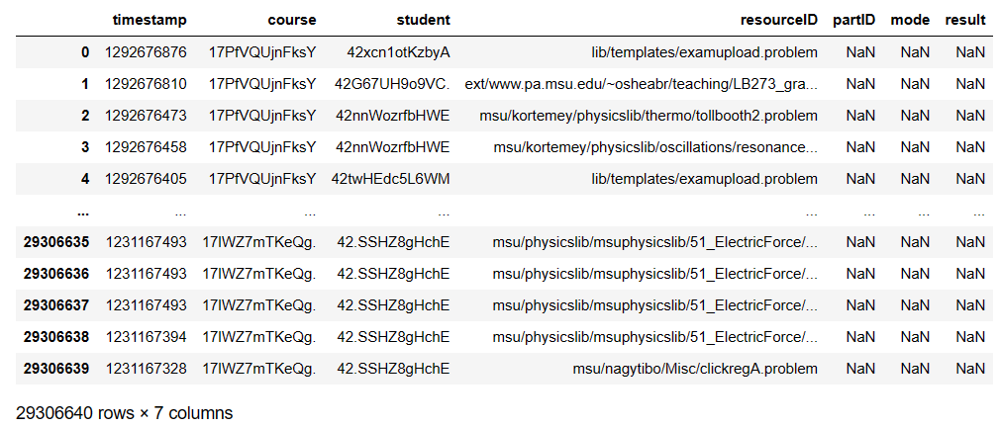 timestamp course student resourceID partID mode result
0 1292676876 17PfVQUjnFksY 42xcn1otKzbyA lib/templates/examupload.problem NaN NaN NaN
1 1292676810 17PfVQUjnFksY 42G67UH9o9VC. ext/www.pa.msu.edu/~osheabr/teaching/LB273_gra... NaN NaN NaN
2 1292676473 17PfVQUjnFksY 42nnWozrfbHWE msu/kortemey/physicslib/thermo/tollbooth2.problem NaN NaN NaN
3 1292676458 17PfVQUjnFksY 42nnWozrfbHWE msu/kortemey/physicslib/oscillations/resonance... NaN NaN NaN
4 1292676405 17PfVQUjnFksY 42twHEdc5L6WM lib/templates/examupload.problem NaN NaN NaN
... ... ... ... ... ... ... ...
29306635 1231167493 17IWZ7mTKeQg. 42.SSHZ8gHchE msu/physicslib/msuphysicslib/51_ElectricForce/... NaN NaN NaN
29306636 1231167493 17IWZ7mTKeQg. 42.SSHZ8gHchE msu/physicslib/msuphysicslib/51_ElectricForce/... NaN NaN NaN
29306637 1231167493 17IWZ7mTKeQg. 42.SSHZ8gHchE msu/physicslib/msuphysicslib/51_ElectricForce/... NaN NaN NaN
29306638 1231167394 17IWZ7mTKeQg. 42.SSHZ8gHchE msu/physicslib/msuphysicslib/51_ElectricForce/... NaN NaN NaN
29306639 1231167328 17IWZ7mTKeQg. 42.SSHZ8gHchE msu/nagytibo/Misc/clickregA.problem NaN NaN NaN
29306640 rows × 7 columns